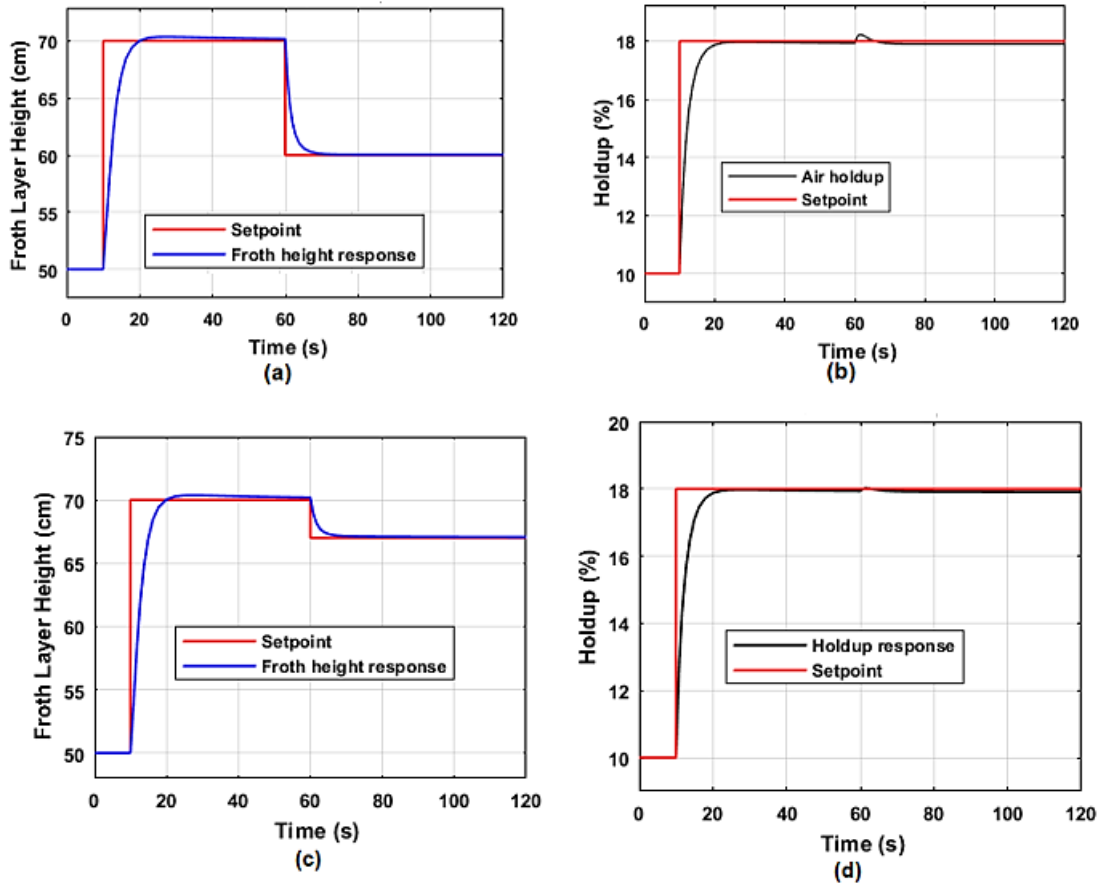 Froth Layer Height (cm)
70
65
60
55
50
Setpoint
Froth height response
0 20 40 60 80 100 120
Time (s)
(a)
Holdup (%)
18
16
14
12
10
Air holdup
Setpoint
0 20 40 60 80 100 120
Time (s)
(b)
Froth Layer Height (cm)
75
70
65
60
55
50
Setpoint
Froth height response
0 20 40 60 80 100 120
Time (s)
(c)
Holdup (%)
20
18
16
14
12
10
Holdup response
Setpoint
0 20 40 60 80 100 120
Time (s)
(d)